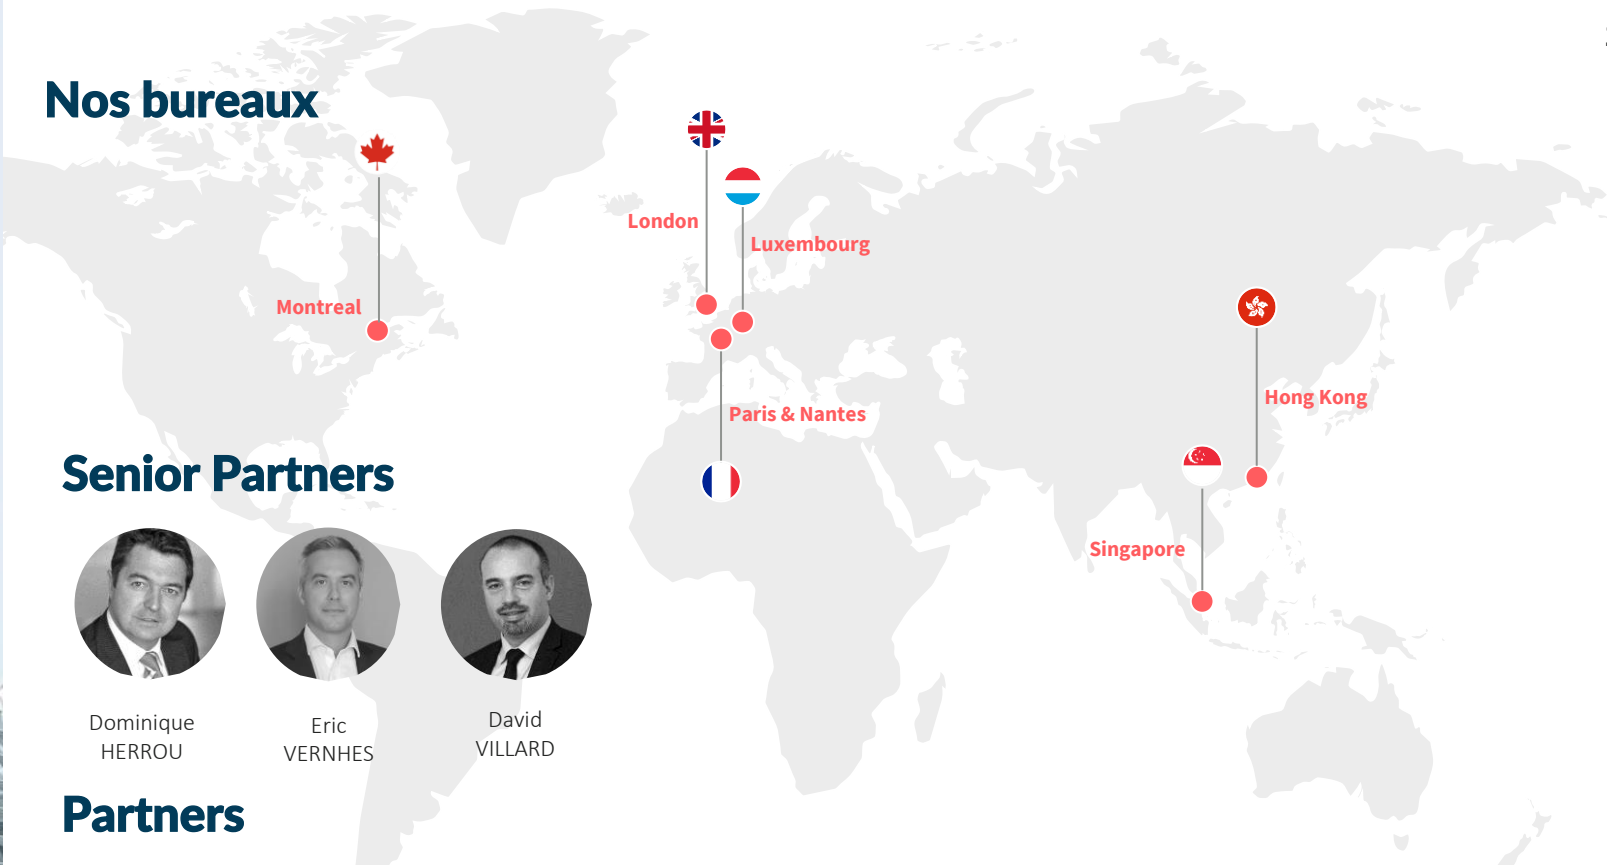 Nos bureaux
London
Luxembourg
Montreal
Hong Kong
Paris & Nantes
Senior Partners
Singapore
Dominique
HERROU
Eric
VERNHES
David
VILLARD
Partners